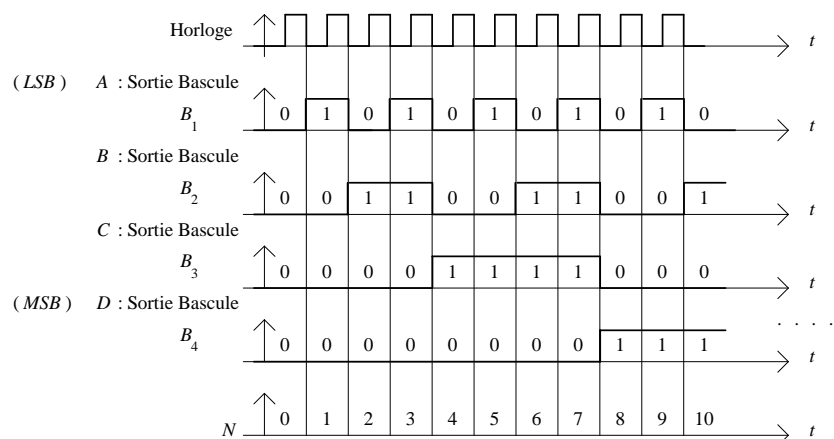 Horloge
t
(LSB) A : Sortie Bascule
B1 0 1 0 1 0 1 0 1 0 1 0
t
B : Sortie Bascule
B2 0 0 1 1 0 0 1 1 0 0 1
t
C : Sortie Bascule
B3 0 0 0 0 1 1 1 1 0 0 0
t
(MSB) D : Sortie Bascule
. . . .
B4 0 0 0 0 0 0 0 0 1 1 1
t
N 0 1 2 3 4 5 6 7 8 9 10
t